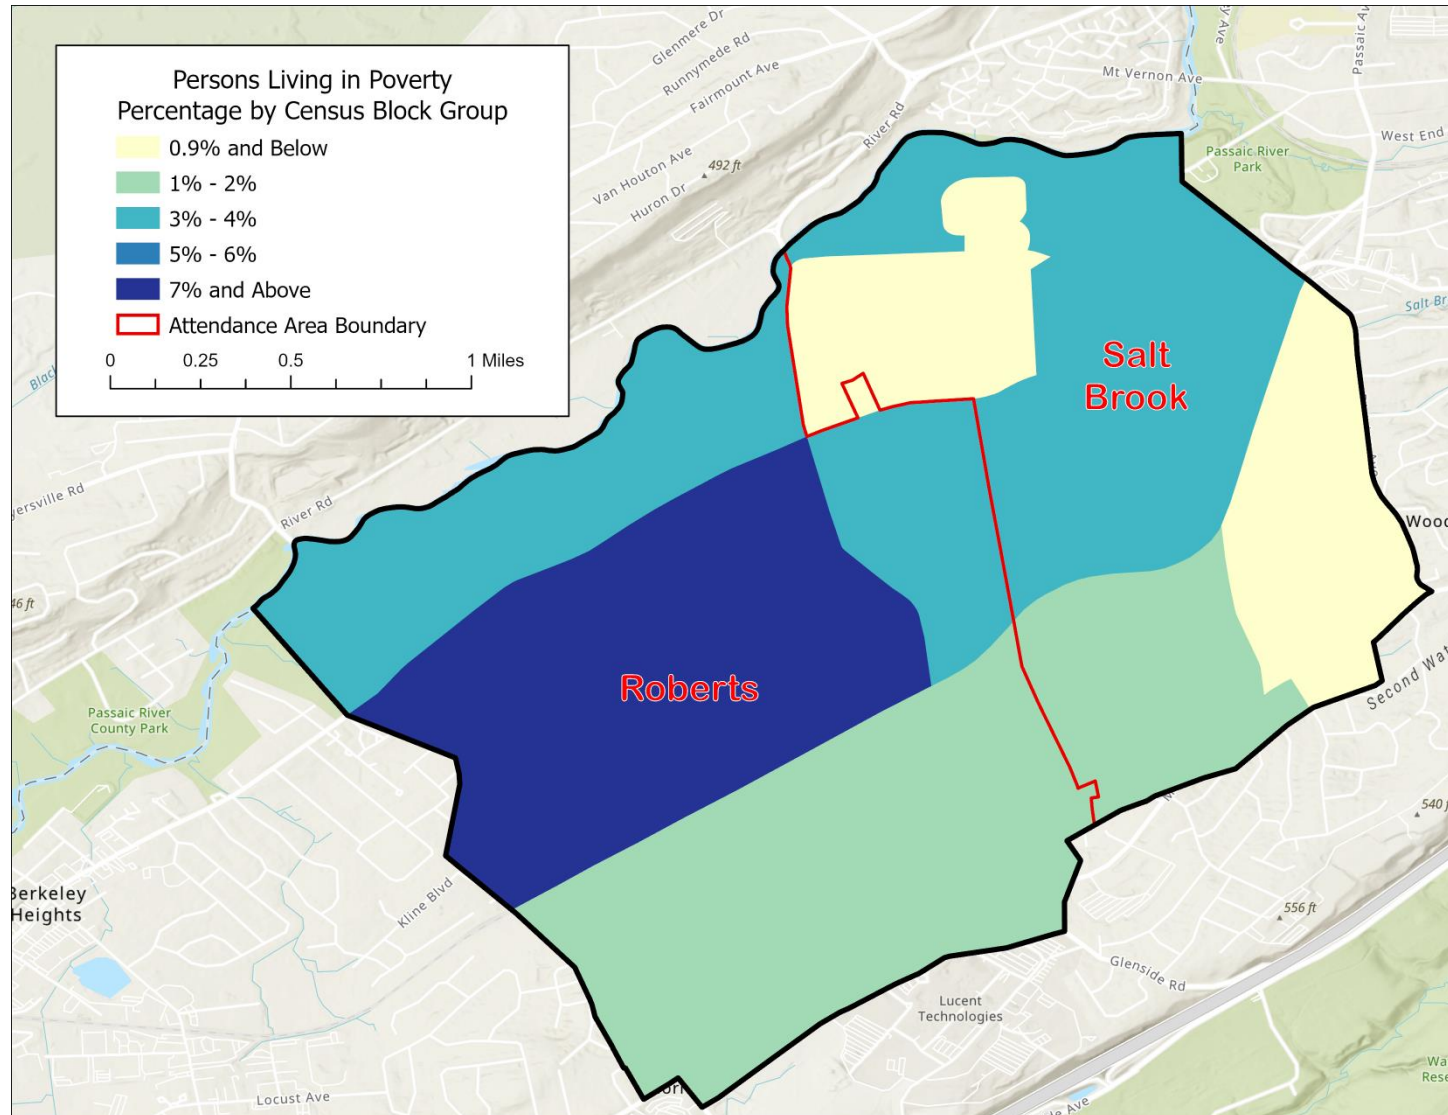 Persons Living in Poverty
Percentage by Census Block Group
0.9% and Below
1% - 2%
3% - 4%
5% - 6%
7% and Above
Attendance Area Boundary
0 0.25 0.5 1 Miles
Glenmere Dr
Runnymede Rd
Fairmount Ave
River Rd
Van Houton Ave
492 ft
Huron Dr
Mt Vernon Ave
Passaic Av
West End
Passaic River
Park
Salt Br
Salt
Brook
River Rd
Wood
46 ft
Roberts
Second Wat
Passaic River
County Park
540 f
Berkeley
Heights
Kline Blvd
556 ft
Glenside Rd
Lucent
Technologies
Locust Ave